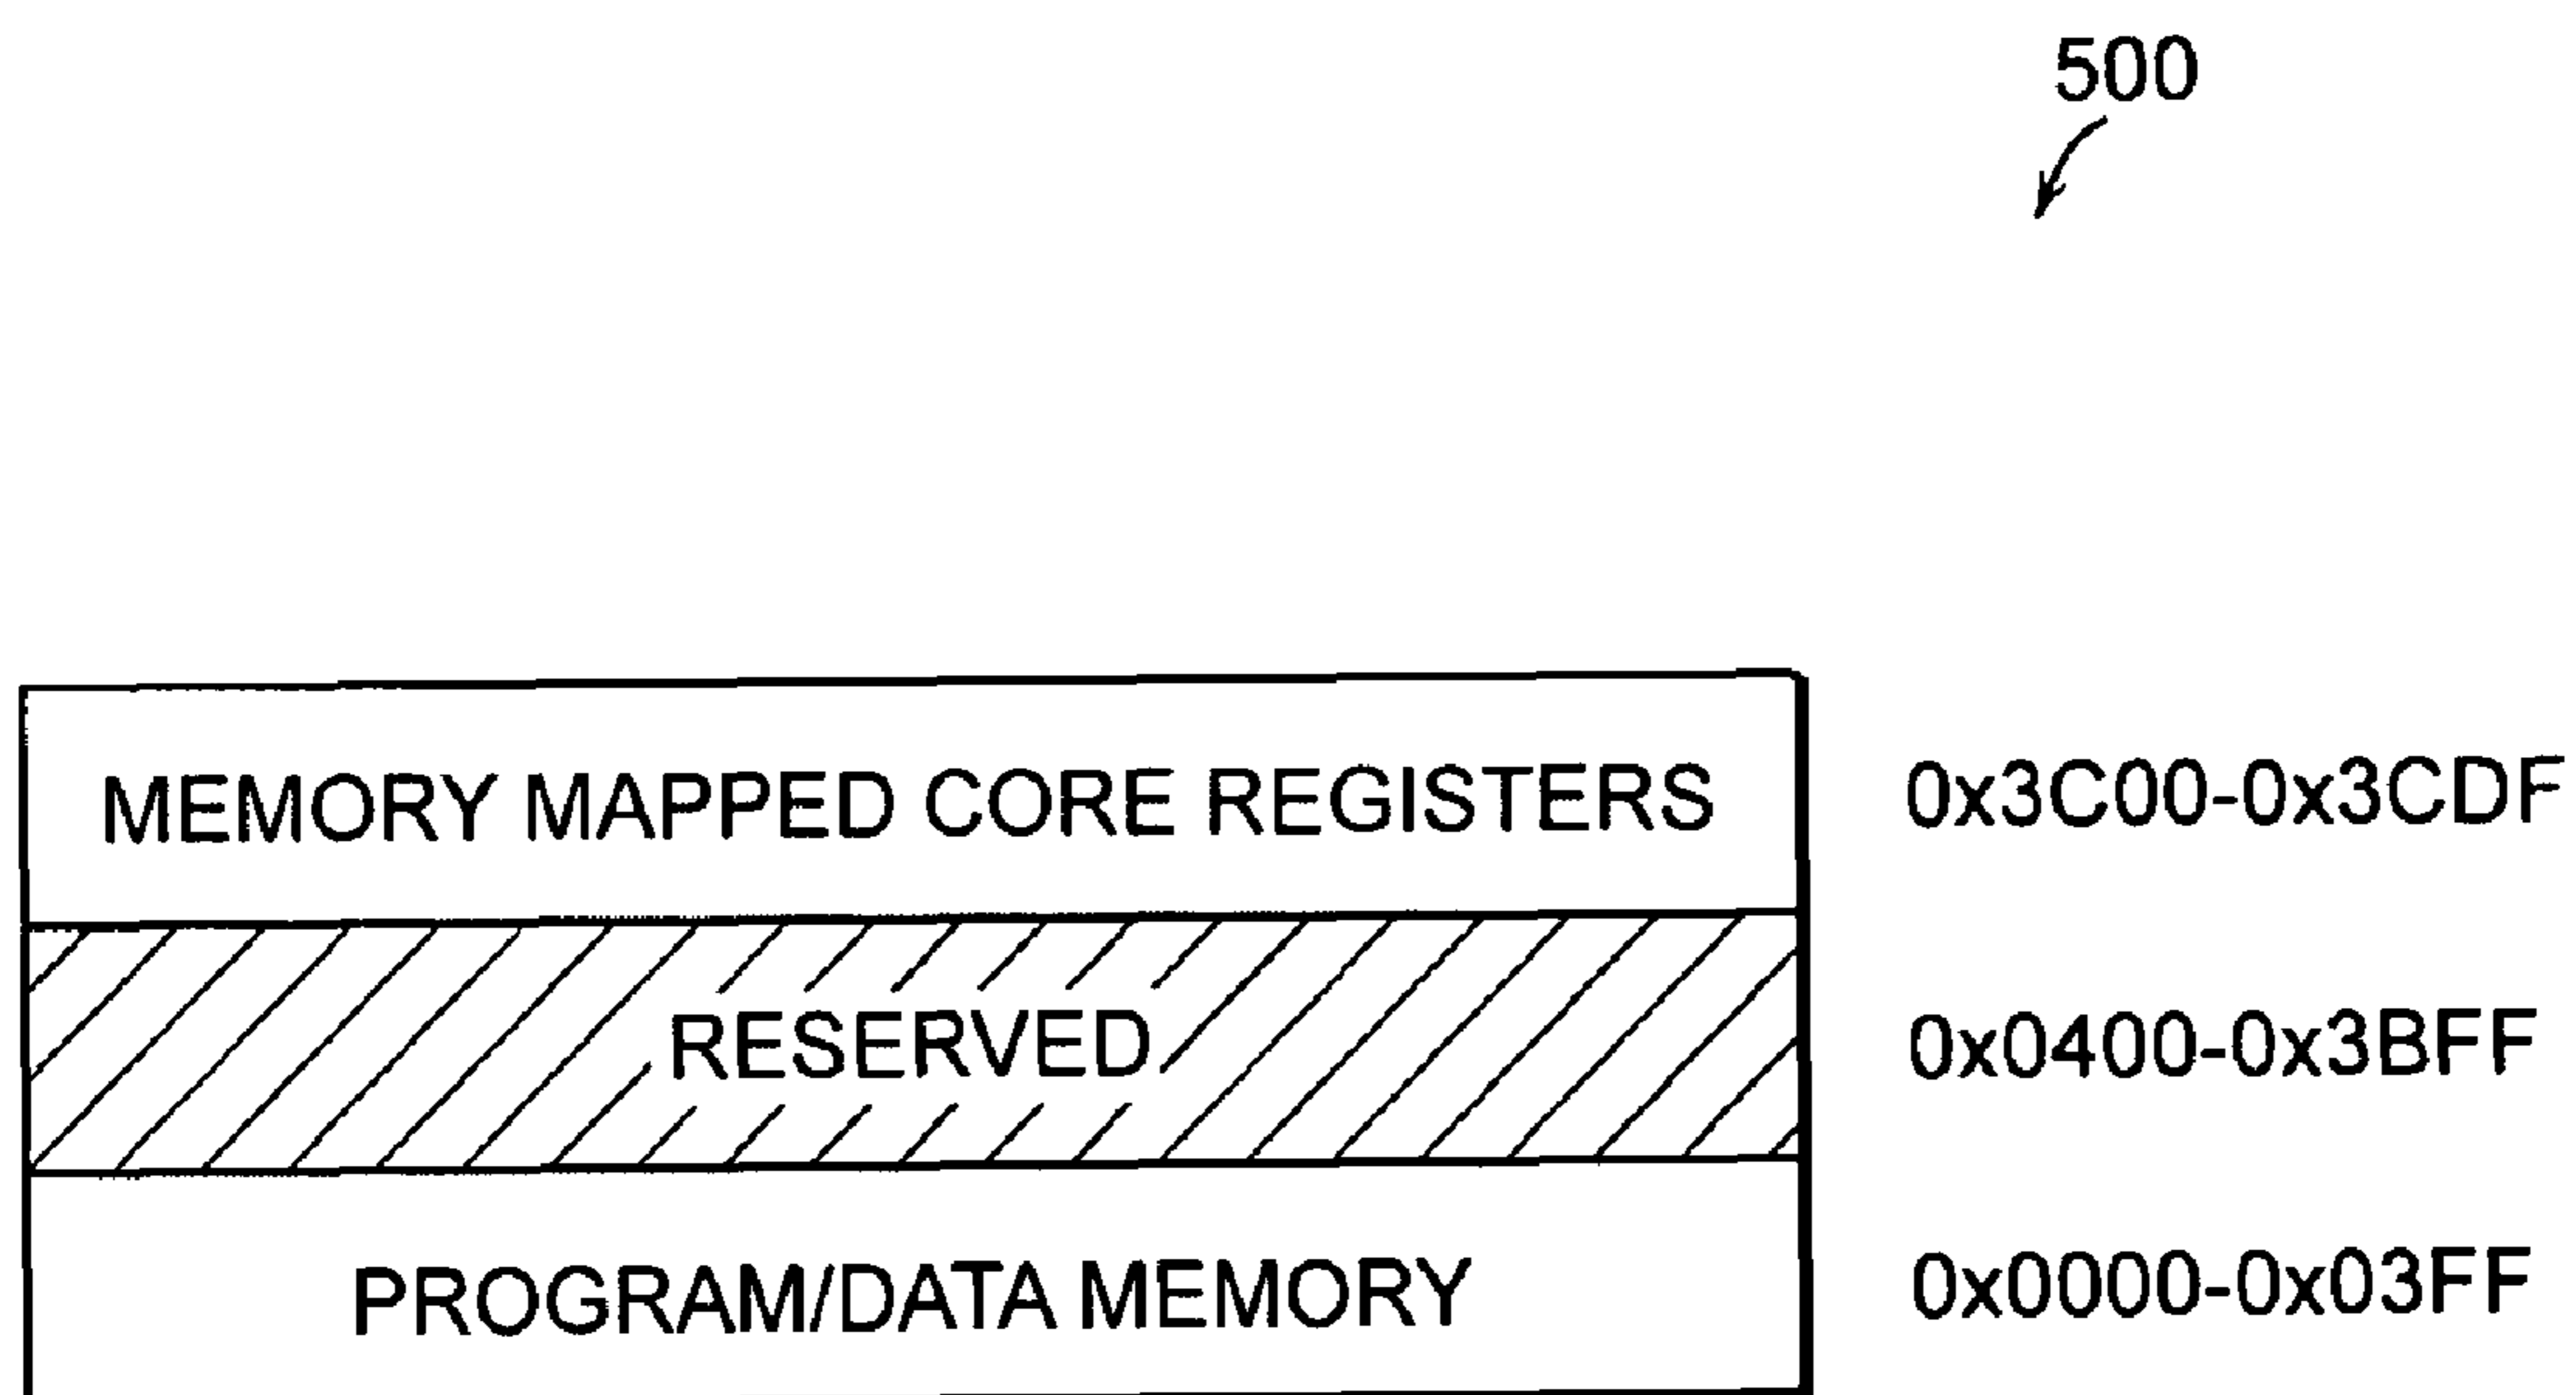 500
MEMORY MAPPED CORE REGISTERS 0x3C00-0x3CDF
RESERVED 0x0400-0x3BFF
PROGRAM/DATA MEMORY 0x0000-0x03FF